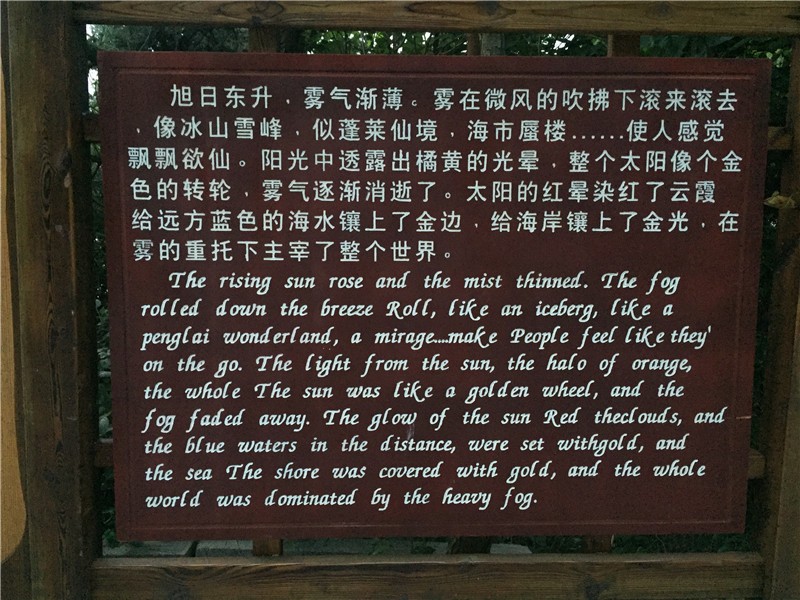 旭日东升，雾气渐薄。雾在微风的吹拂下滚来滚去
，像冰山雪峰，似蓬莱仙境，海市蜃楼……使人感觉
飘飘欲仙。阳光中透露出橘黄的光晕，整个太阳像个金
色的转轮，雾气逐渐消逝了。太阳的红晕染红了云霞
给远方蓝色的海水镶上了金边，给海岸镶上了金光，在
雾的重托下主宰了整个世界。
The rising sun rose and the mist thinned. The fog
rolled down the breeze Roll, like an iceberg, like a
penglai wonderland, a mirage....make People feel like they'
on the go. The light from the sun, the halo of orange,
the whole The sun was like a golden wheel, and the
fog faded away. The glow of the sun Red theclouds, and
the blue waters in the distance, were set withgold, and
the sea The shore was covered with gold, and the whole
world was dominated by the heavy fog.